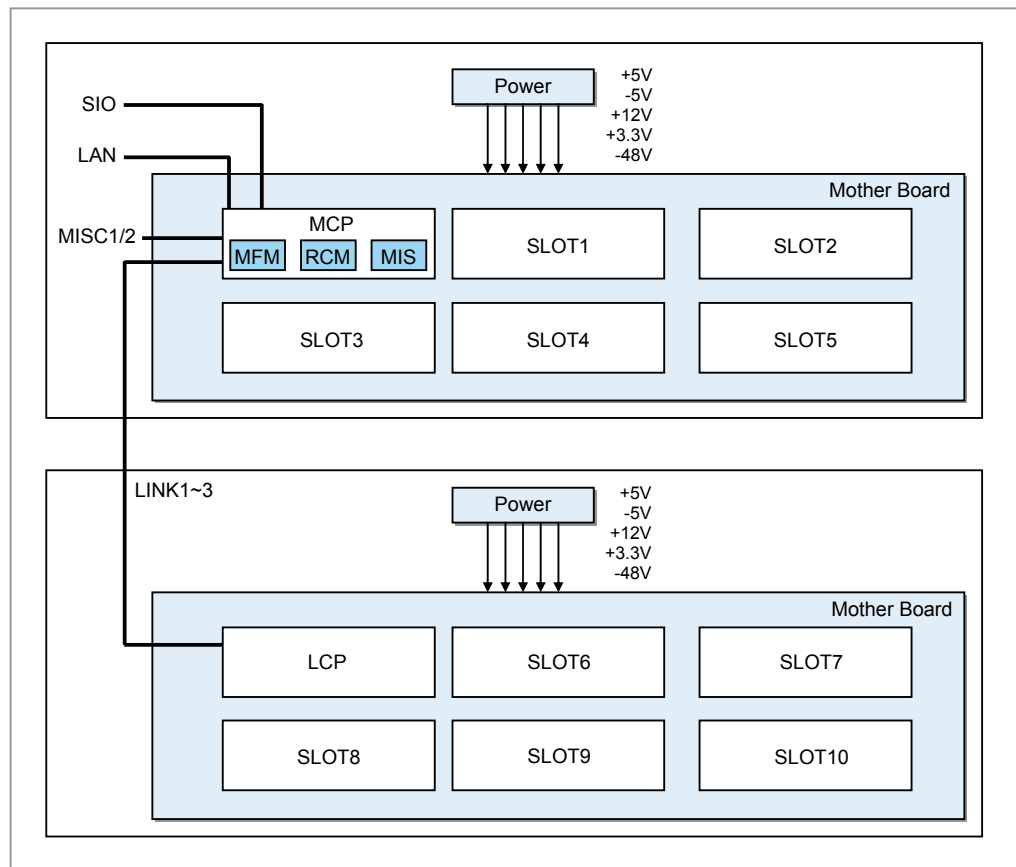 Power
+5V
-5V
+12V
+3.3V
-48V
SIO
LAN
MISC1/2
Mother Board
MCP
MFM RCM MIS
SLOT1
SLOT2
SLOT3
SLOT4
SLOT5
LINK1~3
Power
+5V
-5V
+12V
+3.3V
-48V
Mother Board
LCP
SLOT6
SLOT7
SLOT8
SLOT9
SLOT10